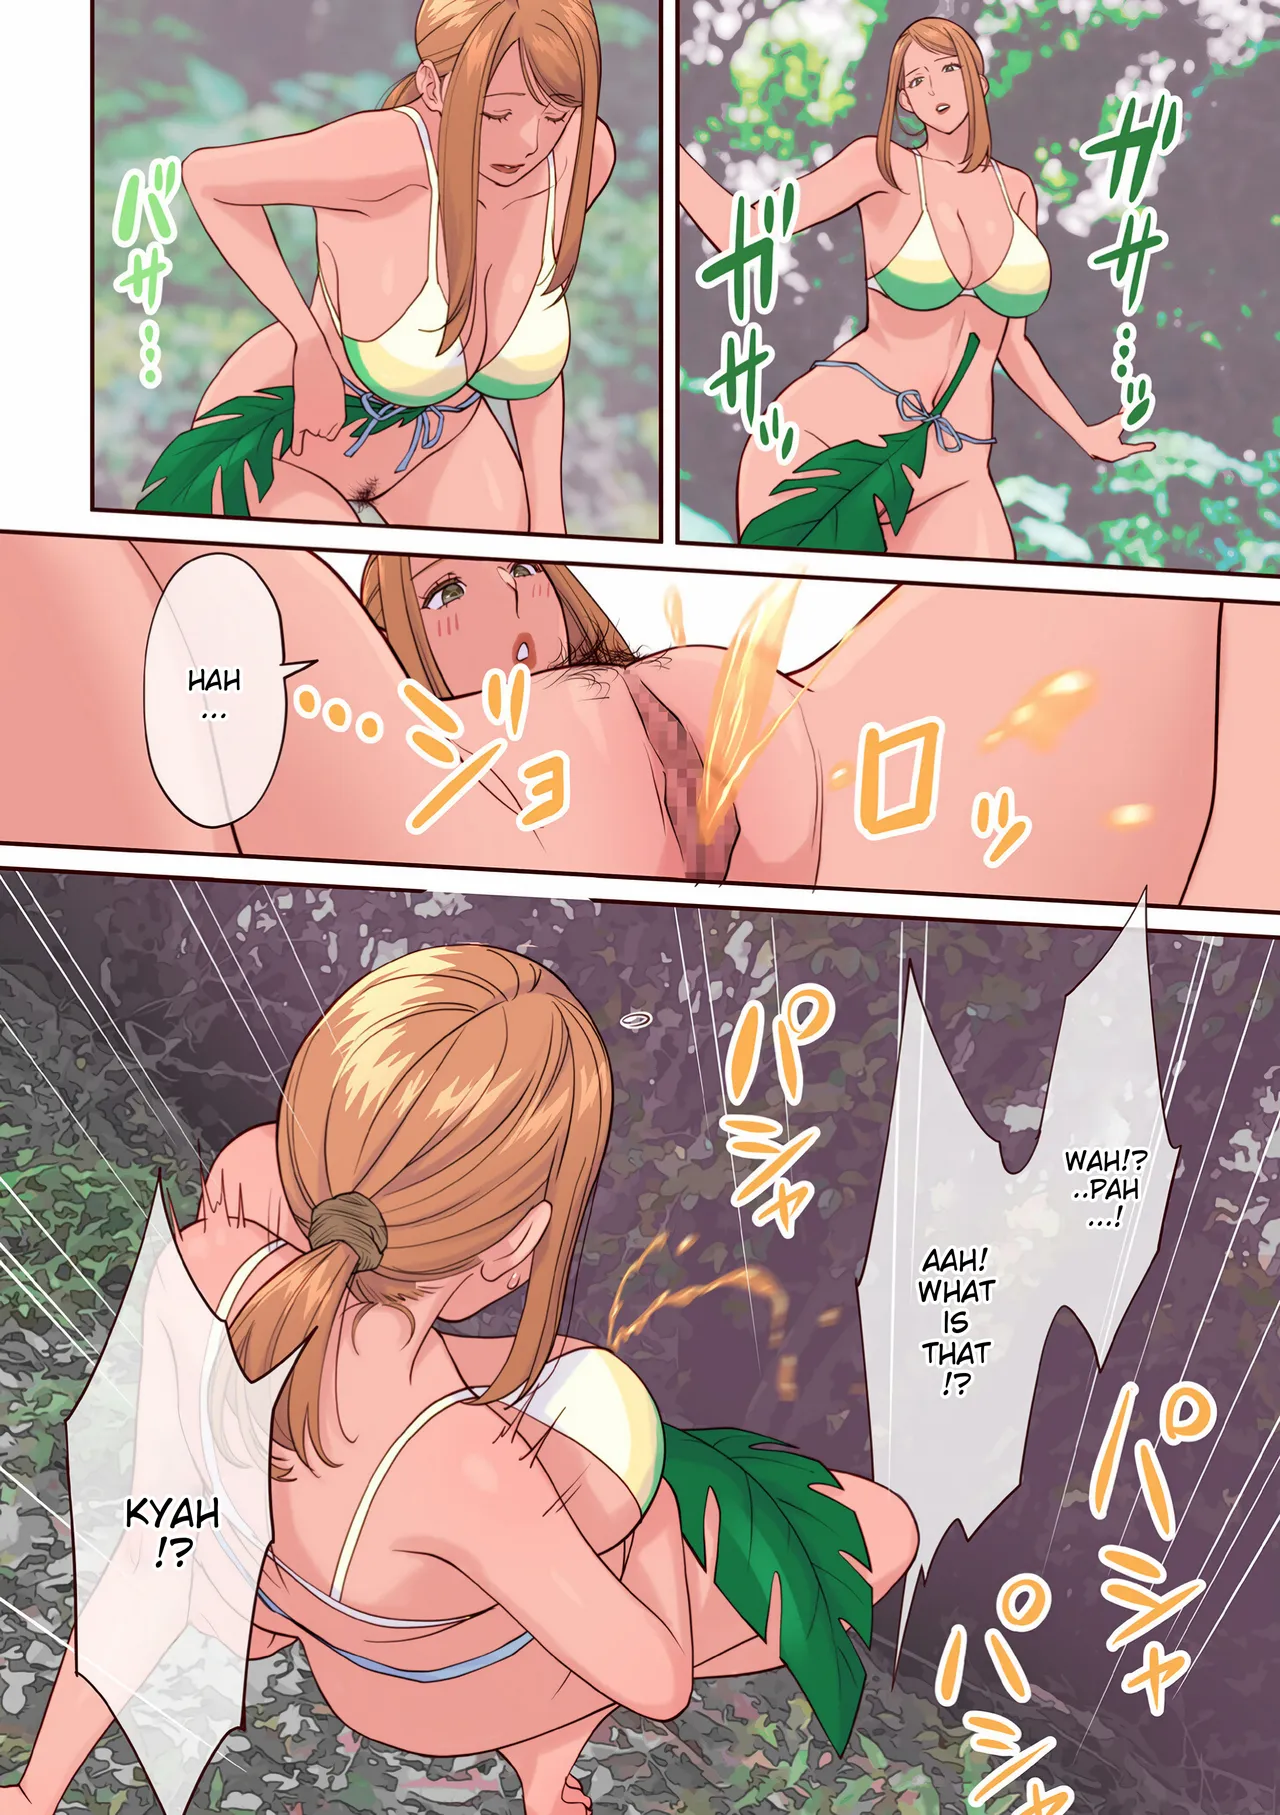 ガ
サ
…ッ
ガ
サ
サ
ッ
バ
サ
…
HAH
...
ッ
ロ
ジョ
……
WAH!?
..PAH
...!
AAH!
WHAT
IS
THAT
!?
パ
シ
ャ
パ
シ
ャ
パ
シ
ャ
KYAH
!?